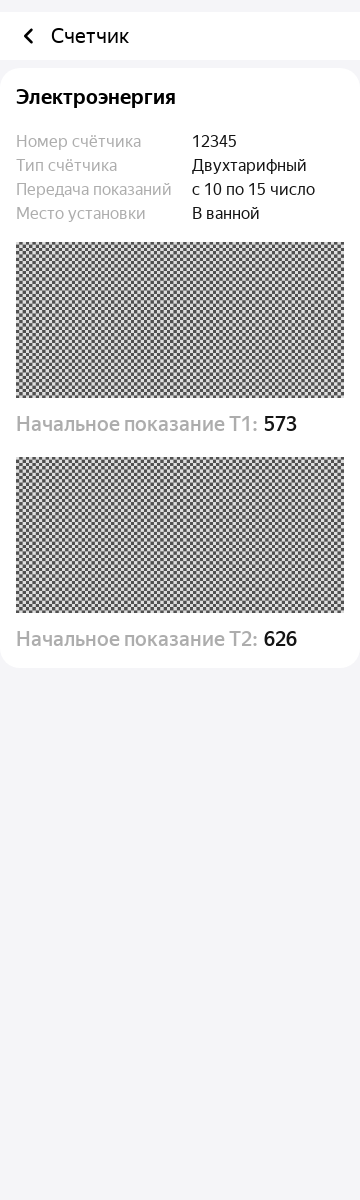 Счетчик
Электроэнергия
Номер счётчика 12345
Тип счётчика Двухтарифный
Передача показаний с 10 по 15 число
Место установки В ванной
Начальное показание Т1: 573
Начальное показание Т2: 626